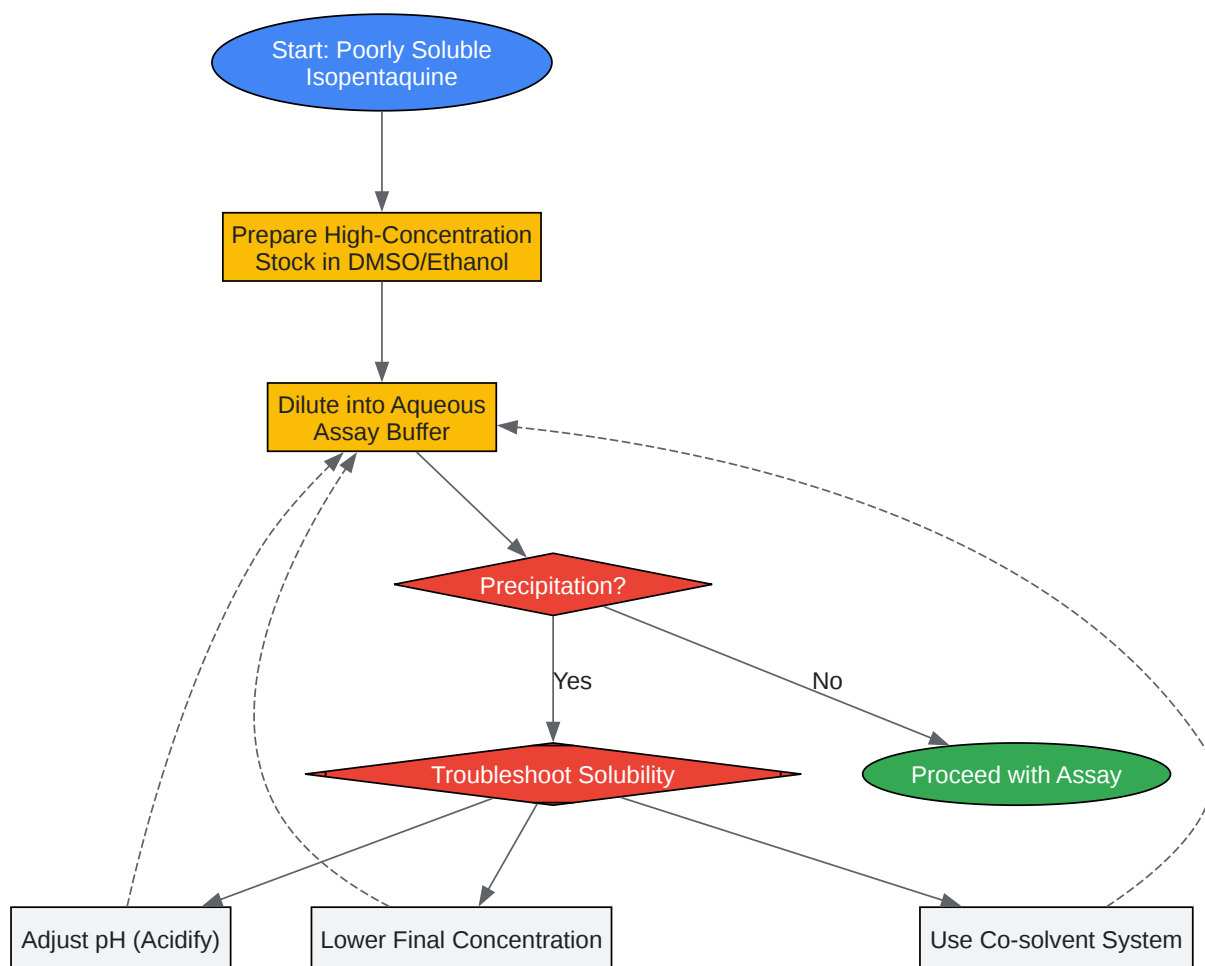 Start: Poorly Soluble
Isopentaquine
Prepare High-Concentration
Stock in DMSO/Ethanol
Dilute into Aqueous
Assay Buffer
Precipitation?
Yes
No
Troubleshoot Solubility
Proceed with Assay
Adjust pH (Acidify)
Lower Final Concentration
Use Co-solvent System